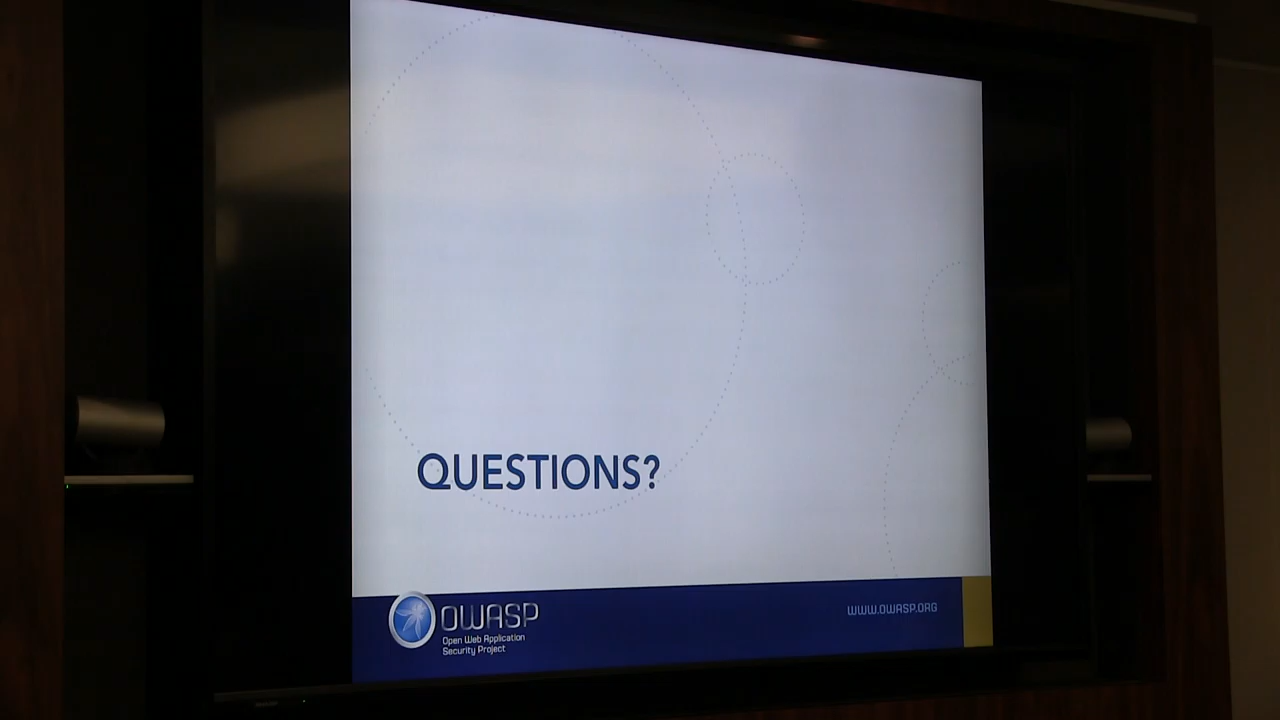 QUESTIONS?
OWASP
Open Web Application
Security Project
WWW.OWASP.ORG